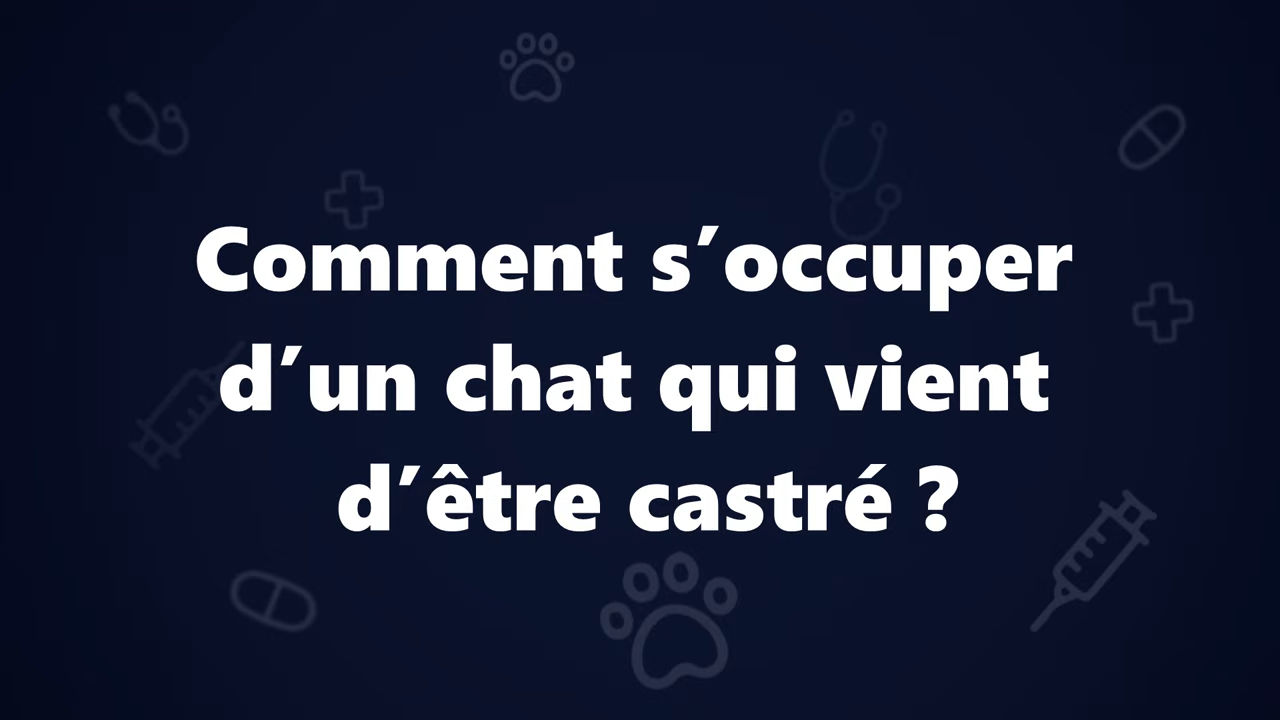 Comment s’occuper
d’un chat qui vient
d’être castré ?